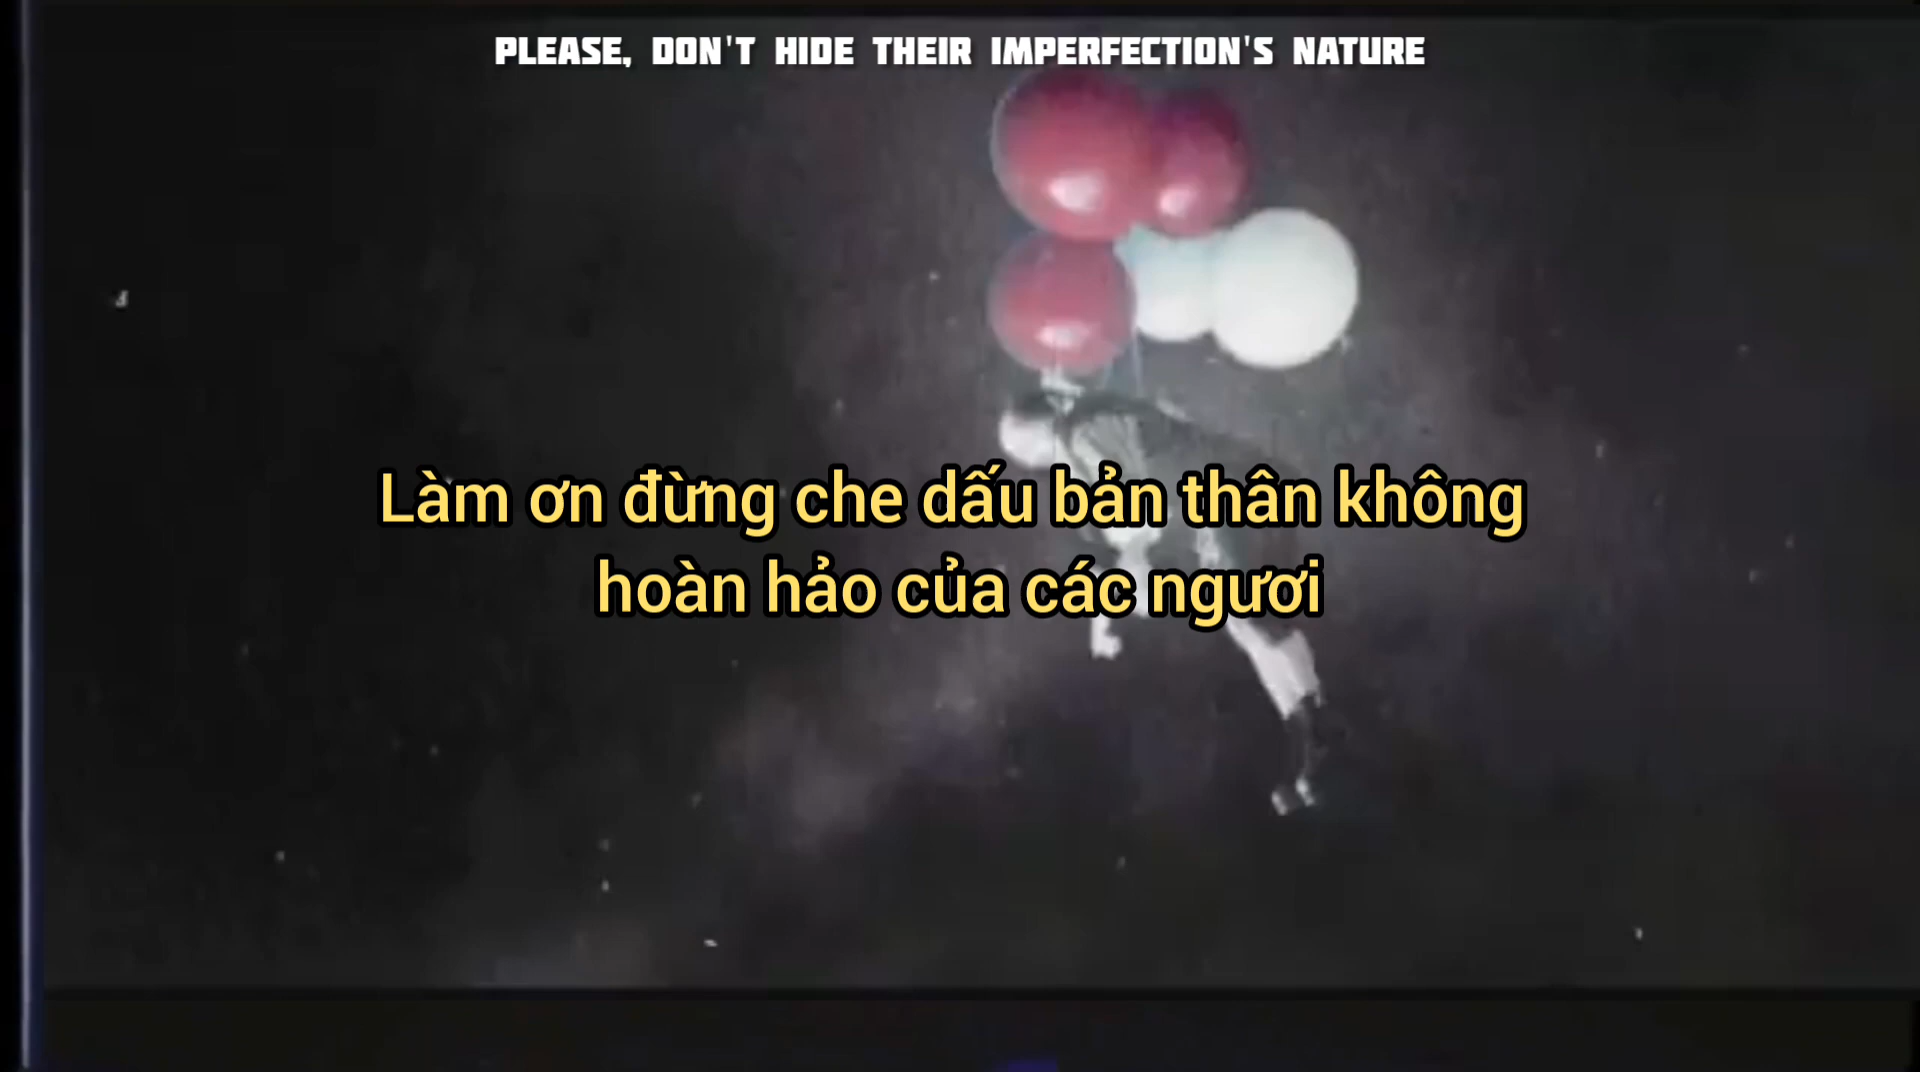 PLEASE, DON'T HIDE THEIR IMPERFECTION'S NATURE
Làm ơn đừng che dấu bản thân không
hoàn hảo của các ngươi